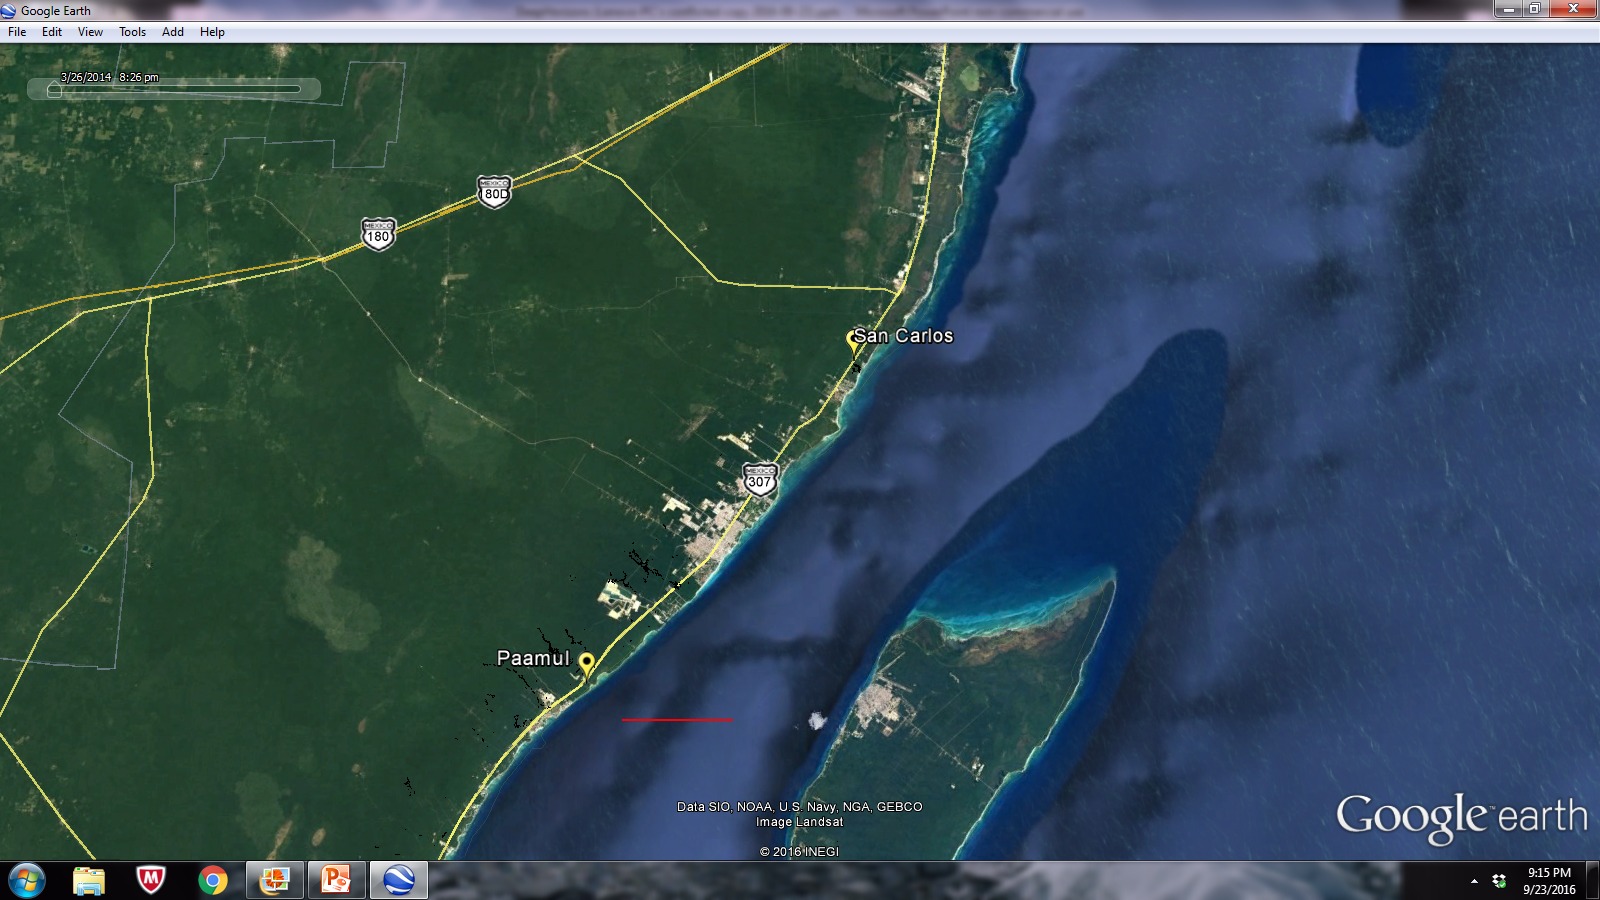 Google Earth
File Edit View Tools Add Help
3/26/2014 8:26 pm
MEXICO
180D
MEXICO
180
San Carlos
MEXICO
307
Paamul
Data SIO, NOAA, U.S. Navy, NGA, GEBCO
Image Landsat
© 2016 INEGI
Google earth
9:15 PM
9/23/2016